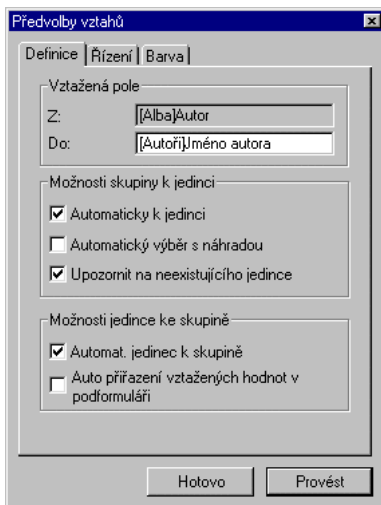 Předvolby vztahů
Definice Řízení Barva
Vztažená pole
Z: [Alba]Autor
Do: [Autoři]Jméno autora
Možnosti skupiny k jedinci
Automaticky k jedinci
Automatický výběr s náhradou
Upozornit na neexistujícího jedince
Možnosti jedince ke skupině
Automat. jedinec k skupině
Auto přiřazení vztažených hodnot v
podformuláři
Hotovo Provést